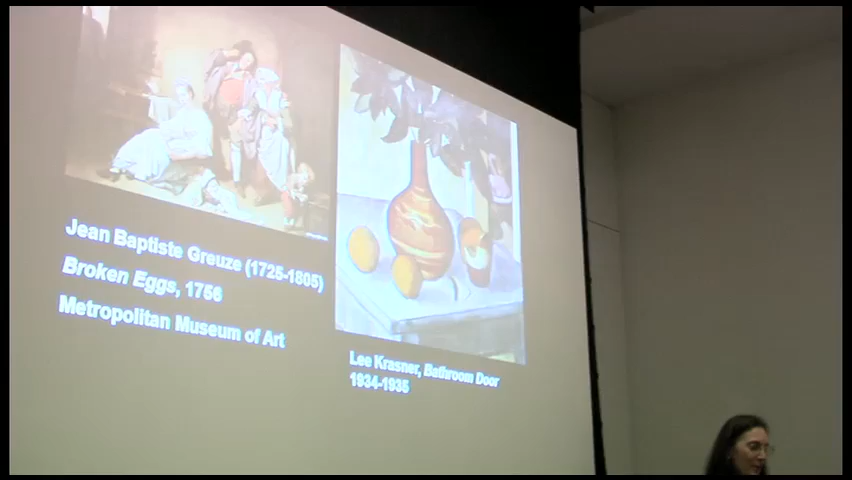 Jean Baptiste Greuze (1725-1805)
Broken Eggs, 1756
Metropolitan Museum of Art
Lee Krasner, Bathroom Door
1934-1935